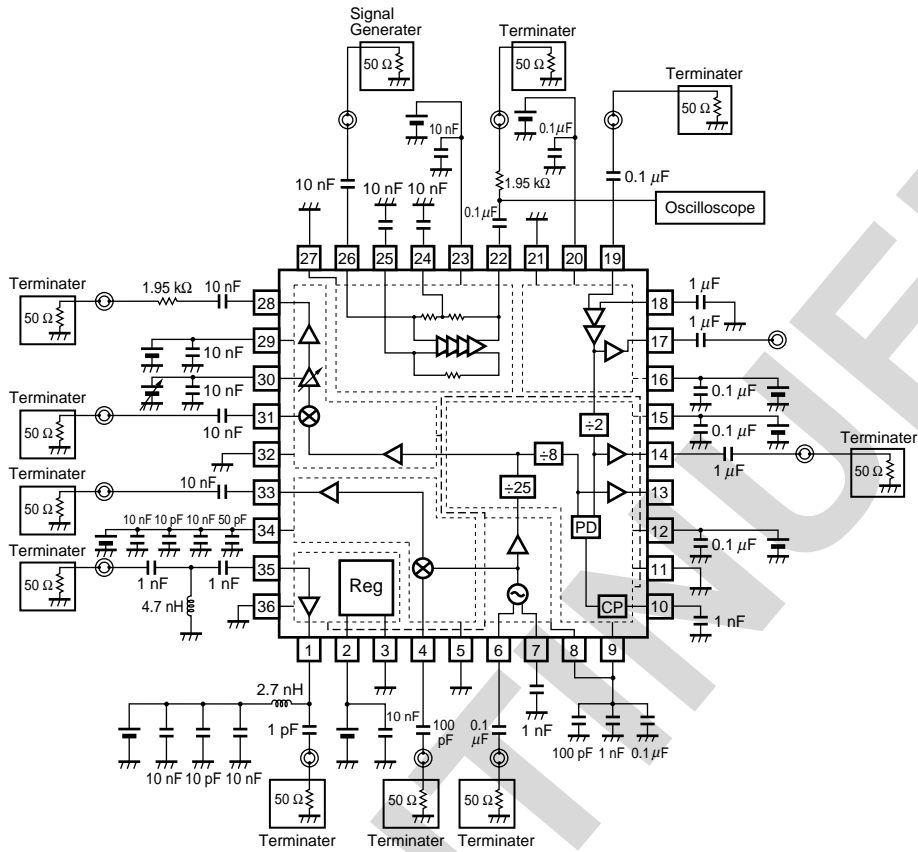 Signal
Generater
50 Ω
Terminater
50 Ω
Terminater
50 Ω
10 nF
0.1 µF
10 nF
10 nF
10 nF
0.1 µF
1.95 kΩ
0.1 µF
Oscilloscope
27
26
25
24
23
22
21
20
19
Terminater
50 Ω
1.95 kΩ
10 nF
28
10 nF
29
10 nF
30
Terminater
50 Ω
10 nF
31
32
Terminater
50 Ω
10 nF
33
10 nF
10 pF
10 nF
50 pF
34
Terminater
50 Ω
1 nF
1 nF
35
4.7 nH
36
18
1 µF
17
1 µF
16
0.1 µF
15
0.1 µF
14
1 µF
Terminater
50 Ω
13
12
0.1 µF
11
10
1 nF
÷2
÷8
÷25
PD
CP
Reg
1
2
3
4
5
6
7
8
9
2.7 nH
1 pF
10 nF
100
pF
0.1
µF
1 nF
10 nF
10 pF
10 nF
100 pF
1 nF
0.1 µF
50 Ω
Terminater
50 Ω
Terminater
50 Ω
Terminater
TINUE